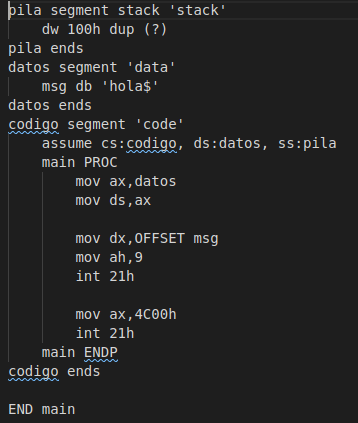 pila segment stack 'stack'
    dw 100h dup (?)
pila ends
datos segment 'data'
    msg db 'hola$'
datos ends
codigo segment 'code'
    assume cs:codigo, ds:datos, ss:pila
    main PROC
        mov ax,datos
        mov ds,ax

        mov dx,OFFSET msg
        mov ah,9
        int 21h

        mov ax,4C00h
        int 21h
    main ENDP
codigo ends

END main